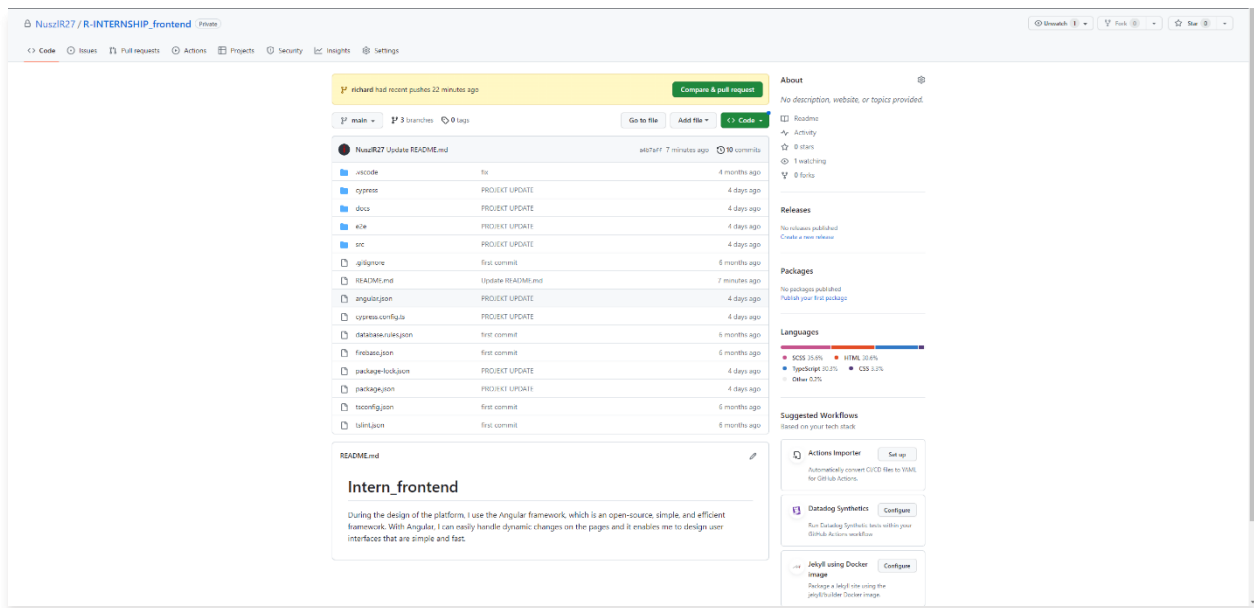 NuszIR27 / R-INTERNSHIP_frontend Private
Unwatch 1 Fork 0 Star 0
Code Issues Pull requests Actions Projects Security Insights Settings
richard had recent pushes 22 minutes ago Compare & pull request
main 3 branches 0 tags Go to file Add file Code
NuszIR27 Update README.md 7 minutes ago 10 commits
.vscode 4 months ago
cypress PROJEKT UPDATE 4 days ago
docs PROJEKT UPDATE 4 days ago
e2e PROJEKT UPDATE 4 days ago
src PROJEKT UPDATE 4 days ago
.gitignore first commit 6 months ago
README.md Update README.md 7 minutes ago
angular.json PROJEKT UPDATE 4 days ago
cypress.config.ts PROJEKT UPDATE 4 days ago
database.rules.json first commit 6 months ago
firebase.json first commit 6 months ago
package-lock.json PROJEKT UPDATE 4 days ago
package.json PROJEKT UPDATE 4 days ago
tsconfig.json first commit 6 months ago
tslint.json first commit 6 months ago
README.md
Intern_frontend
During the design of the platform, I use the Angular framework, which is an open-source, simple, and efficient
framework. With Angular, I can easily handle dynamic changes on the pages and it enables me to design user
interfaces that are simple and fast.
About
No description, website, or topics provided.
Readme
Activity
0 stars
1 watching
0 forks
Releases
No releases published
Create a new release
Packages
No packages published
Publish your first package
Languages
SCSS 35.6% HTML 30.6%
TypeScript 30.3% CSS 3.3%
Other 0.2%
Suggested Workflows
Based on your tech stack
Actions Importer Set up
Automatically convert CI/CD files to YAML
for GitHub Actions.
Datadog Synthetics Configure
Run Datadog Synthetic tests within your
GitHub Actions workflow
Jekyll using Docker Configure
image
Package a Jekyll site using the
jekyll/builder Docker image.